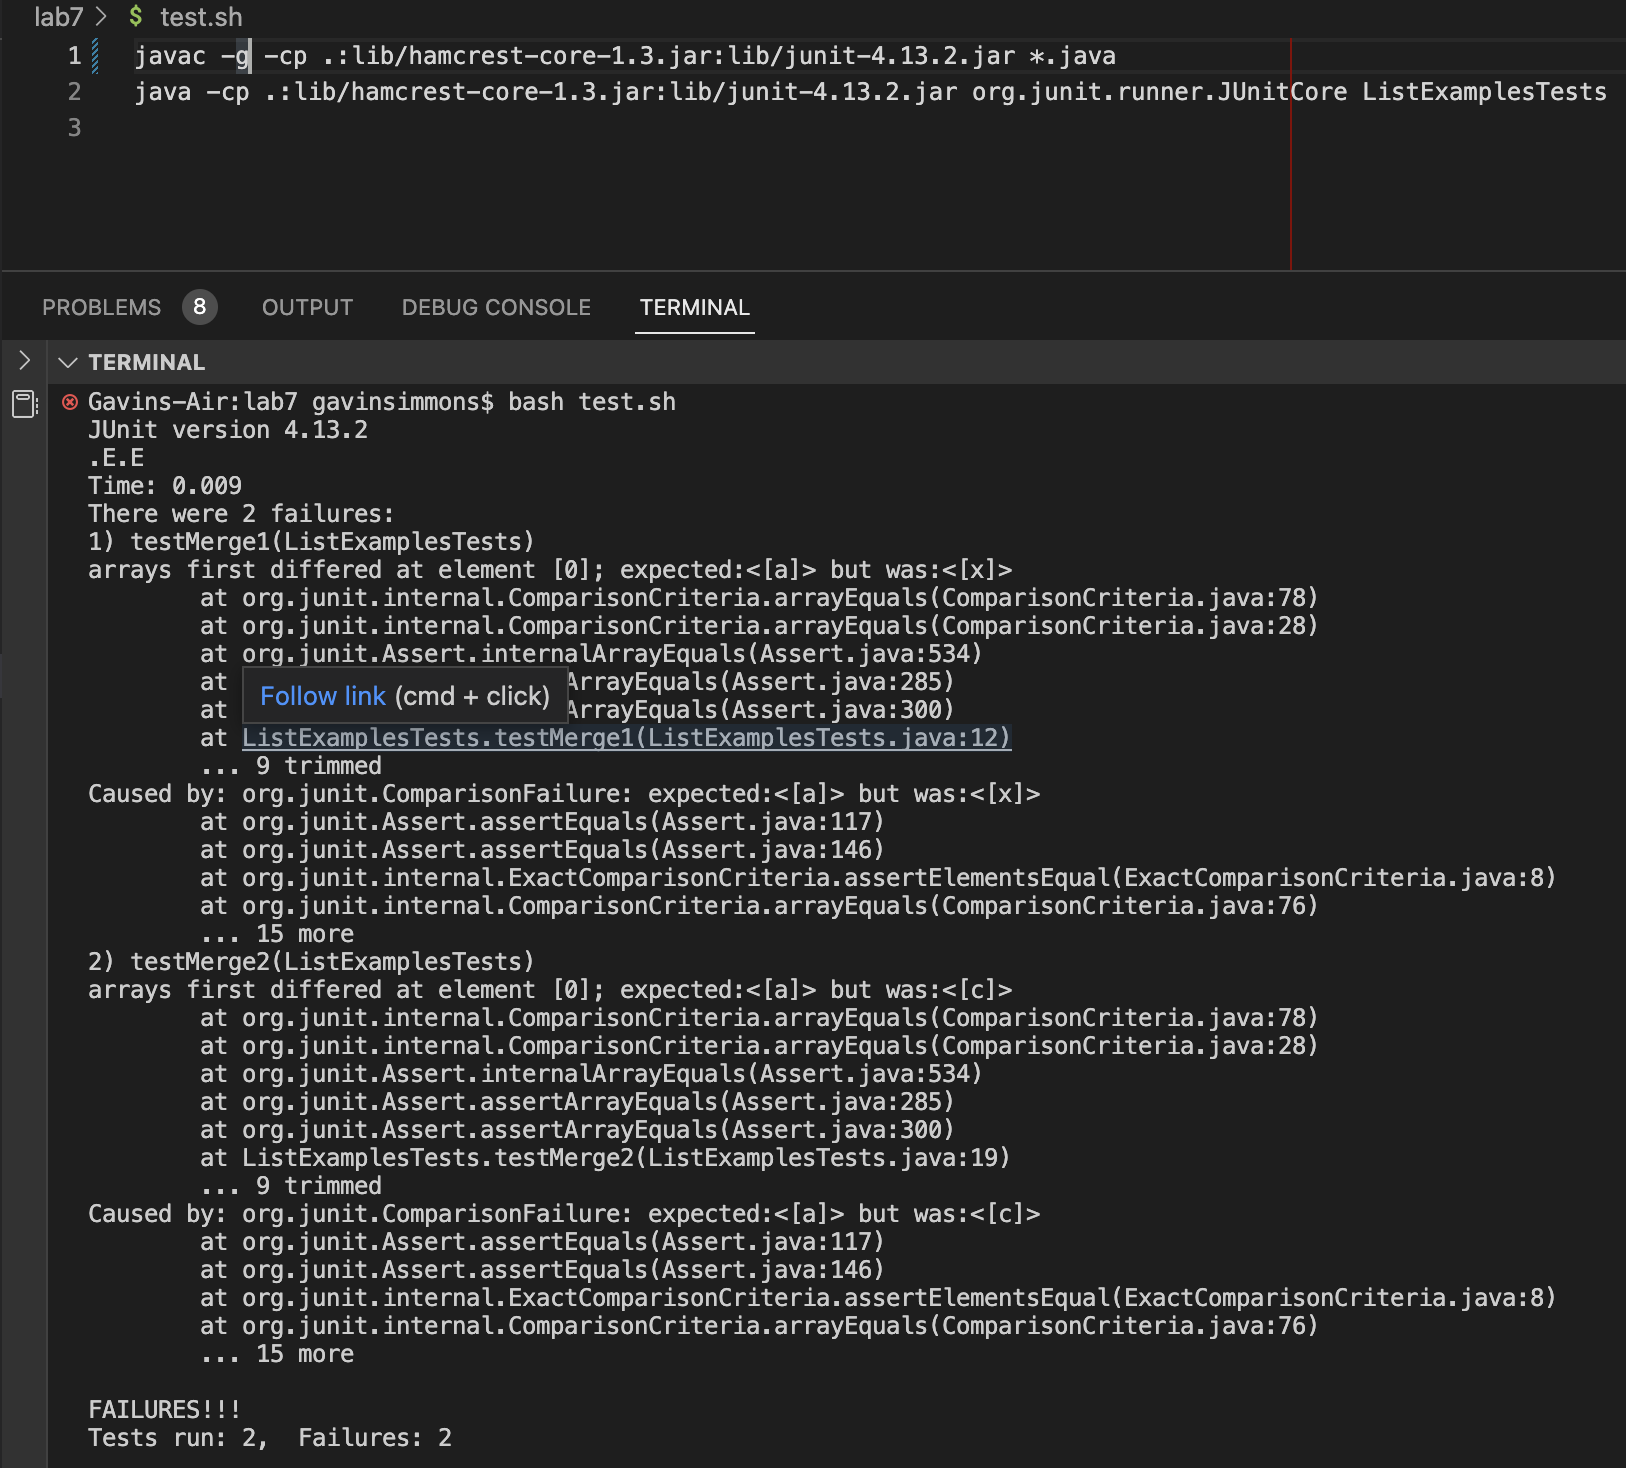 lab7 > $ test.sh
1 javac -g -cp .:lib/hamcrest-core-1.3.jar:lib/junit-4.13.2.jar *.java
2 java -cp .:lib/hamcrest-core-1.3.jar:lib/junit-4.13.2.jar org.junit.runner.JUnitCore ListExamplesTests
3
PROBLEMS 8 OUTPUT DEBUG CONSOLE TERMINAL
TERMINAL
Gavins-Air:lab7 gavinsimmons$ bash test.sh
JUnit version 4.13.2
.E.E
Time: 0.009
There were 2 failures:
1) testMerge1(ListExamplesTests)
arrays first differed at element [0]; expected:<[a]> but was:<[x]>
at org.junit.internal.ComparisonCriteria.arrayEquals(ComparisonCriteria.java:78)
at org.junit.internal.ComparisonCriteria.arrayEquals(ComparisonCriteria.java:28)
at org.junit.Assert.internalArrayEquals(Assert.java:534)
at ArrayEquals(Assert.java:285)
Follow link (cmd + click)
at ArrayEquals(Assert.java:300)
at ListExamplesTests.testMerge1(ListExamplesTests.java:12)
... 9 trimmed
Caused by: org.junit.ComparisonFailure: expected:<[a]> but was:<[x]>
at org.junit.Assert.assertEquals(Assert.java:117)
at org.junit.Assert.assertEquals(Assert.java:146)
at org.junit.internal.ExactComparisonCriteria.assertElementsEqual(ExactComparisonCriteria.java:8)
at org.junit.internal.ComparisonCriteria.arrayEquals(ComparisonCriteria.java:76)
... 15 more
2) testMerge2(ListExamplesTests)
arrays first differed at element [0]; expected:<[a]> but was:<[c]>
at org.junit.internal.ComparisonCriteria.arrayEquals(ComparisonCriteria.java:78)
at org.junit.internal.ComparisonCriteria.arrayEquals(ComparisonCriteria.java:28)
at org.junit.Assert.internalArrayEquals(Assert.java:534)
at org.junit.Assert.assertArrayEquals(Assert.java:285)
at org.junit.Assert.assertArrayEquals(Assert.java:300)
at ListExamplesTests.testMerge2(ListExamplesTests.java:19)
... 9 trimmed
Caused by: org.junit.ComparisonFailure: expected:<[a]> but was:<[c]>
at org.junit.Assert.assertEquals(Assert.java:117)
at org.junit.Assert.assertEquals(Assert.java:146)
at org.junit.internal.ExactComparisonCriteria.assertElementsEqual(ExactComparisonCriteria.java:8)
at org.junit.internal.ComparisonCriteria.arrayEquals(ComparisonCriteria.java:76)
... 15 more
FAILURES!!!
Tests run: 2,  Failures: 2